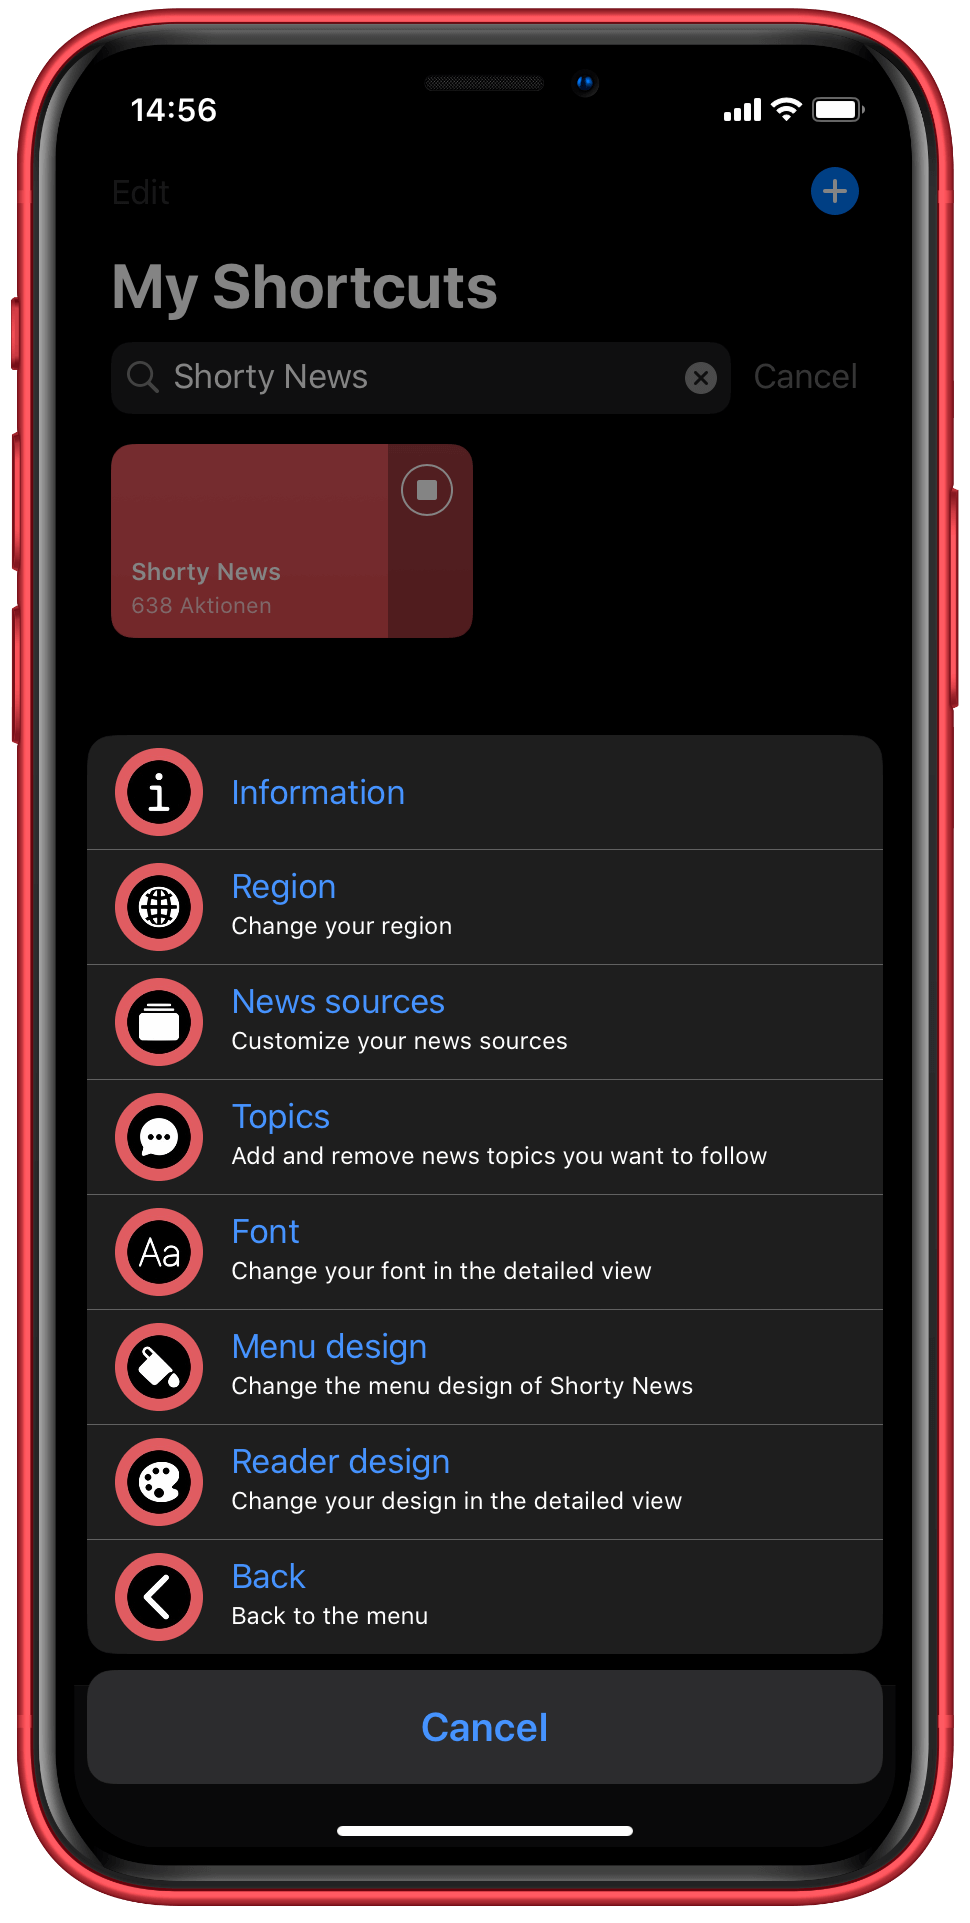 14:56
Edit
My Shortcuts
Shorty News
Cancel
Shorty News
638 Aktionen
Information
Region
Change your region
News sources
Customize your news sources
Topics
Add and remove news topics you want to follow
Aa
Font
Change your font in the detailed view
Menu design
Change the menu design of Shorty News
Reader design
Change your design in the detailed view
Back
Back to the menu
Cancel